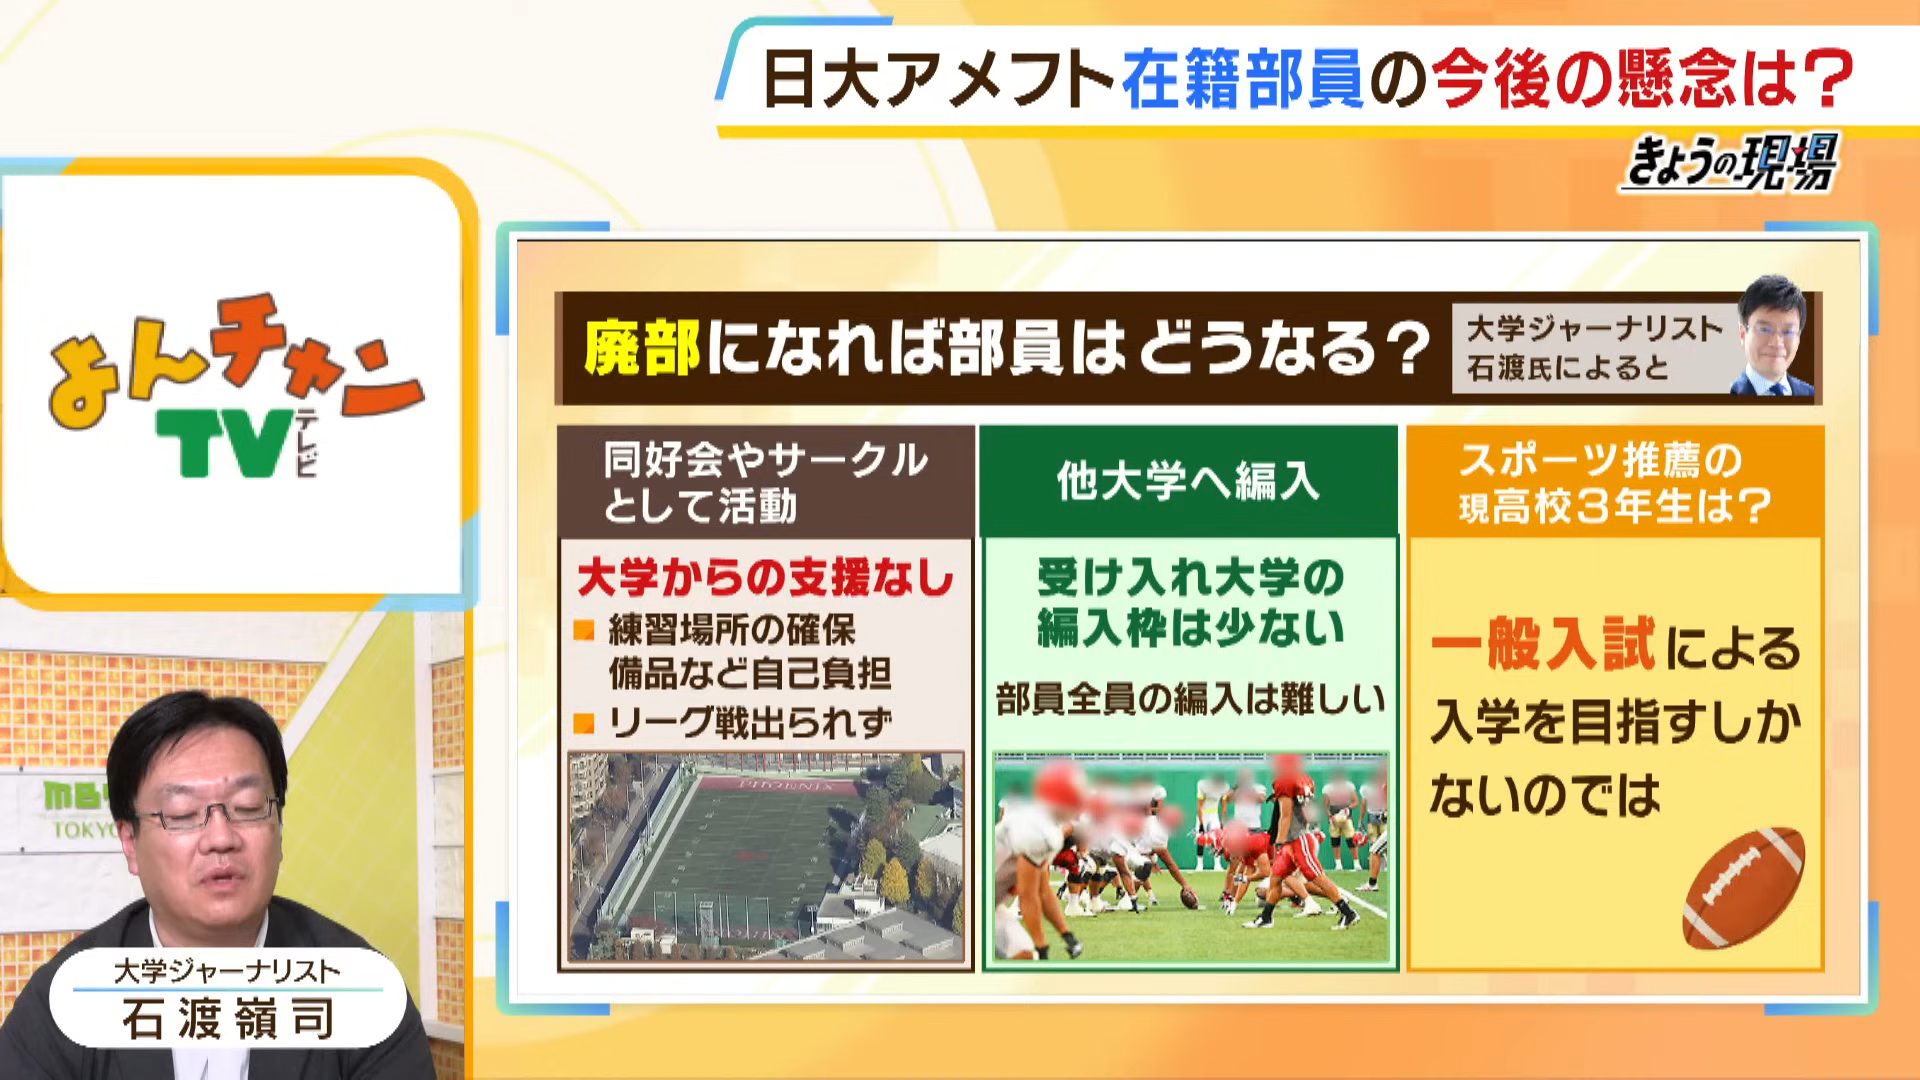 日大アメフト在籍部員の今後の懸念は？
きょうの現場
よんチャン
TVテレビ
廃部になれば部員はどうなる？
大学ジャーナリスト
石渡氏によると
同好会やサークル
として活動
大学からの支援なし
練習場所の確保
備品など自己負担
リーグ戦出られず
他大学へ編入
受け入れ大学の
編入枠は少ない
部員全員の編入は難しい
スポーツ推薦の
現高校３年生は？
一般入試による
入学を目指すしか
ないのでは
TOKYO
大学ジャーナリスト
石渡嶺司